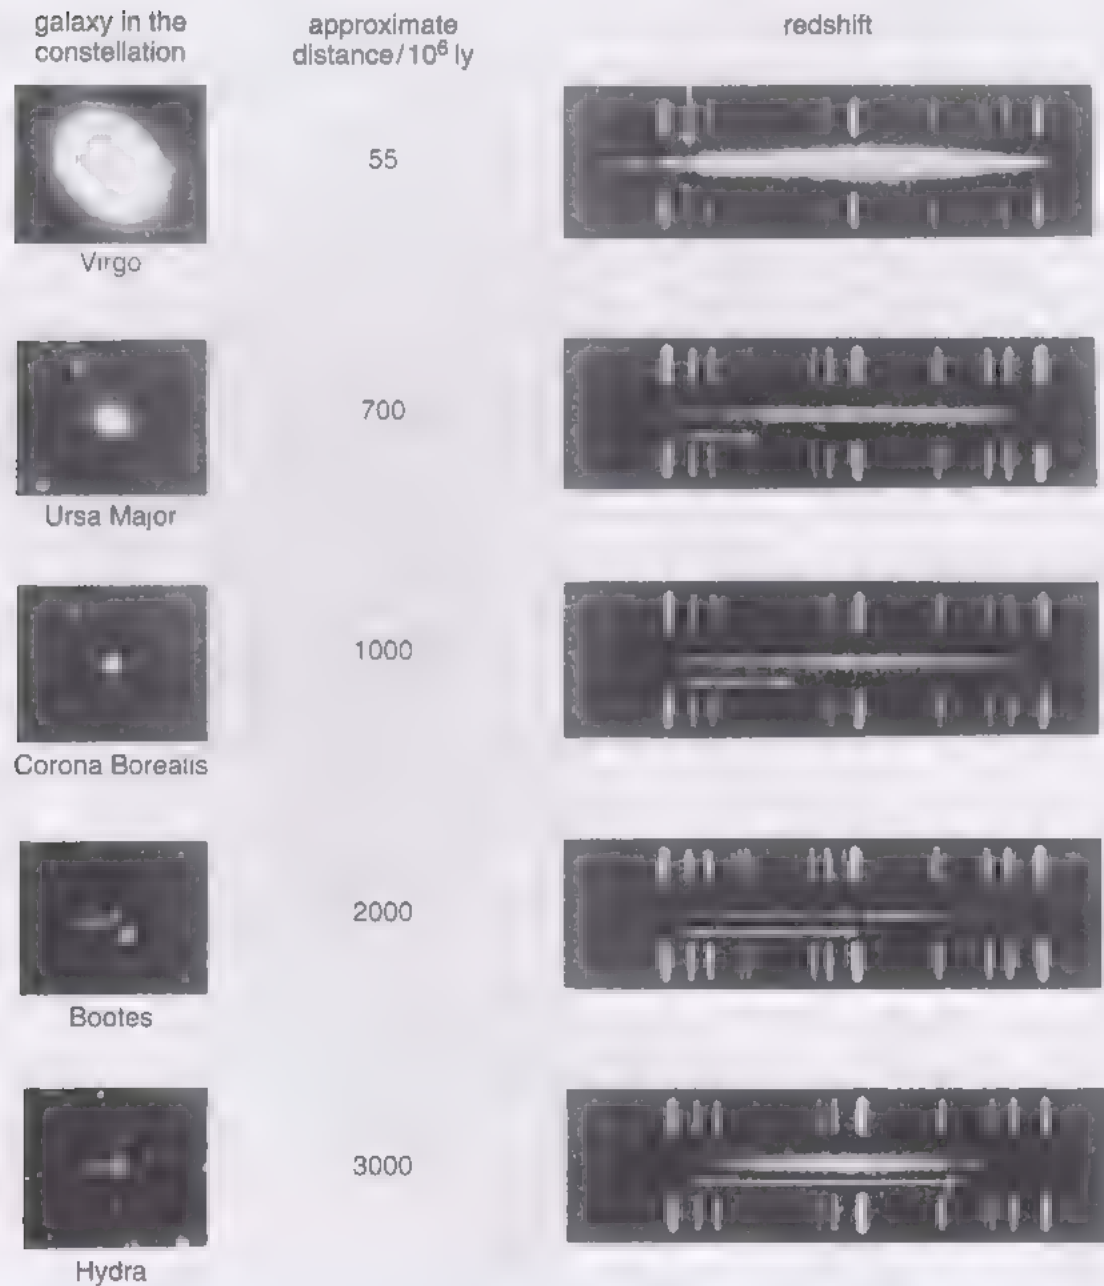 galaxy in the
constellation
approximate
distance/10⁶ ly
redshift
55
Virgo
700
Ursa Major
1000
Corona Borealis
2000
Bootes
3000
Hydra